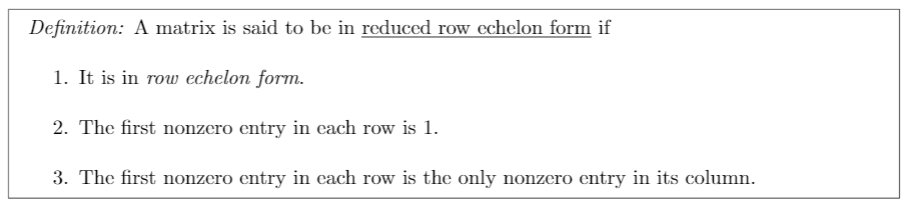 Definition: A matrix is said to be in reduced row echelon form if
1. It is in row echelon form.
2. The first nonzero entry in each row is 1.
3. The first nonzero entry in each row is the only nonzero entry in its column.